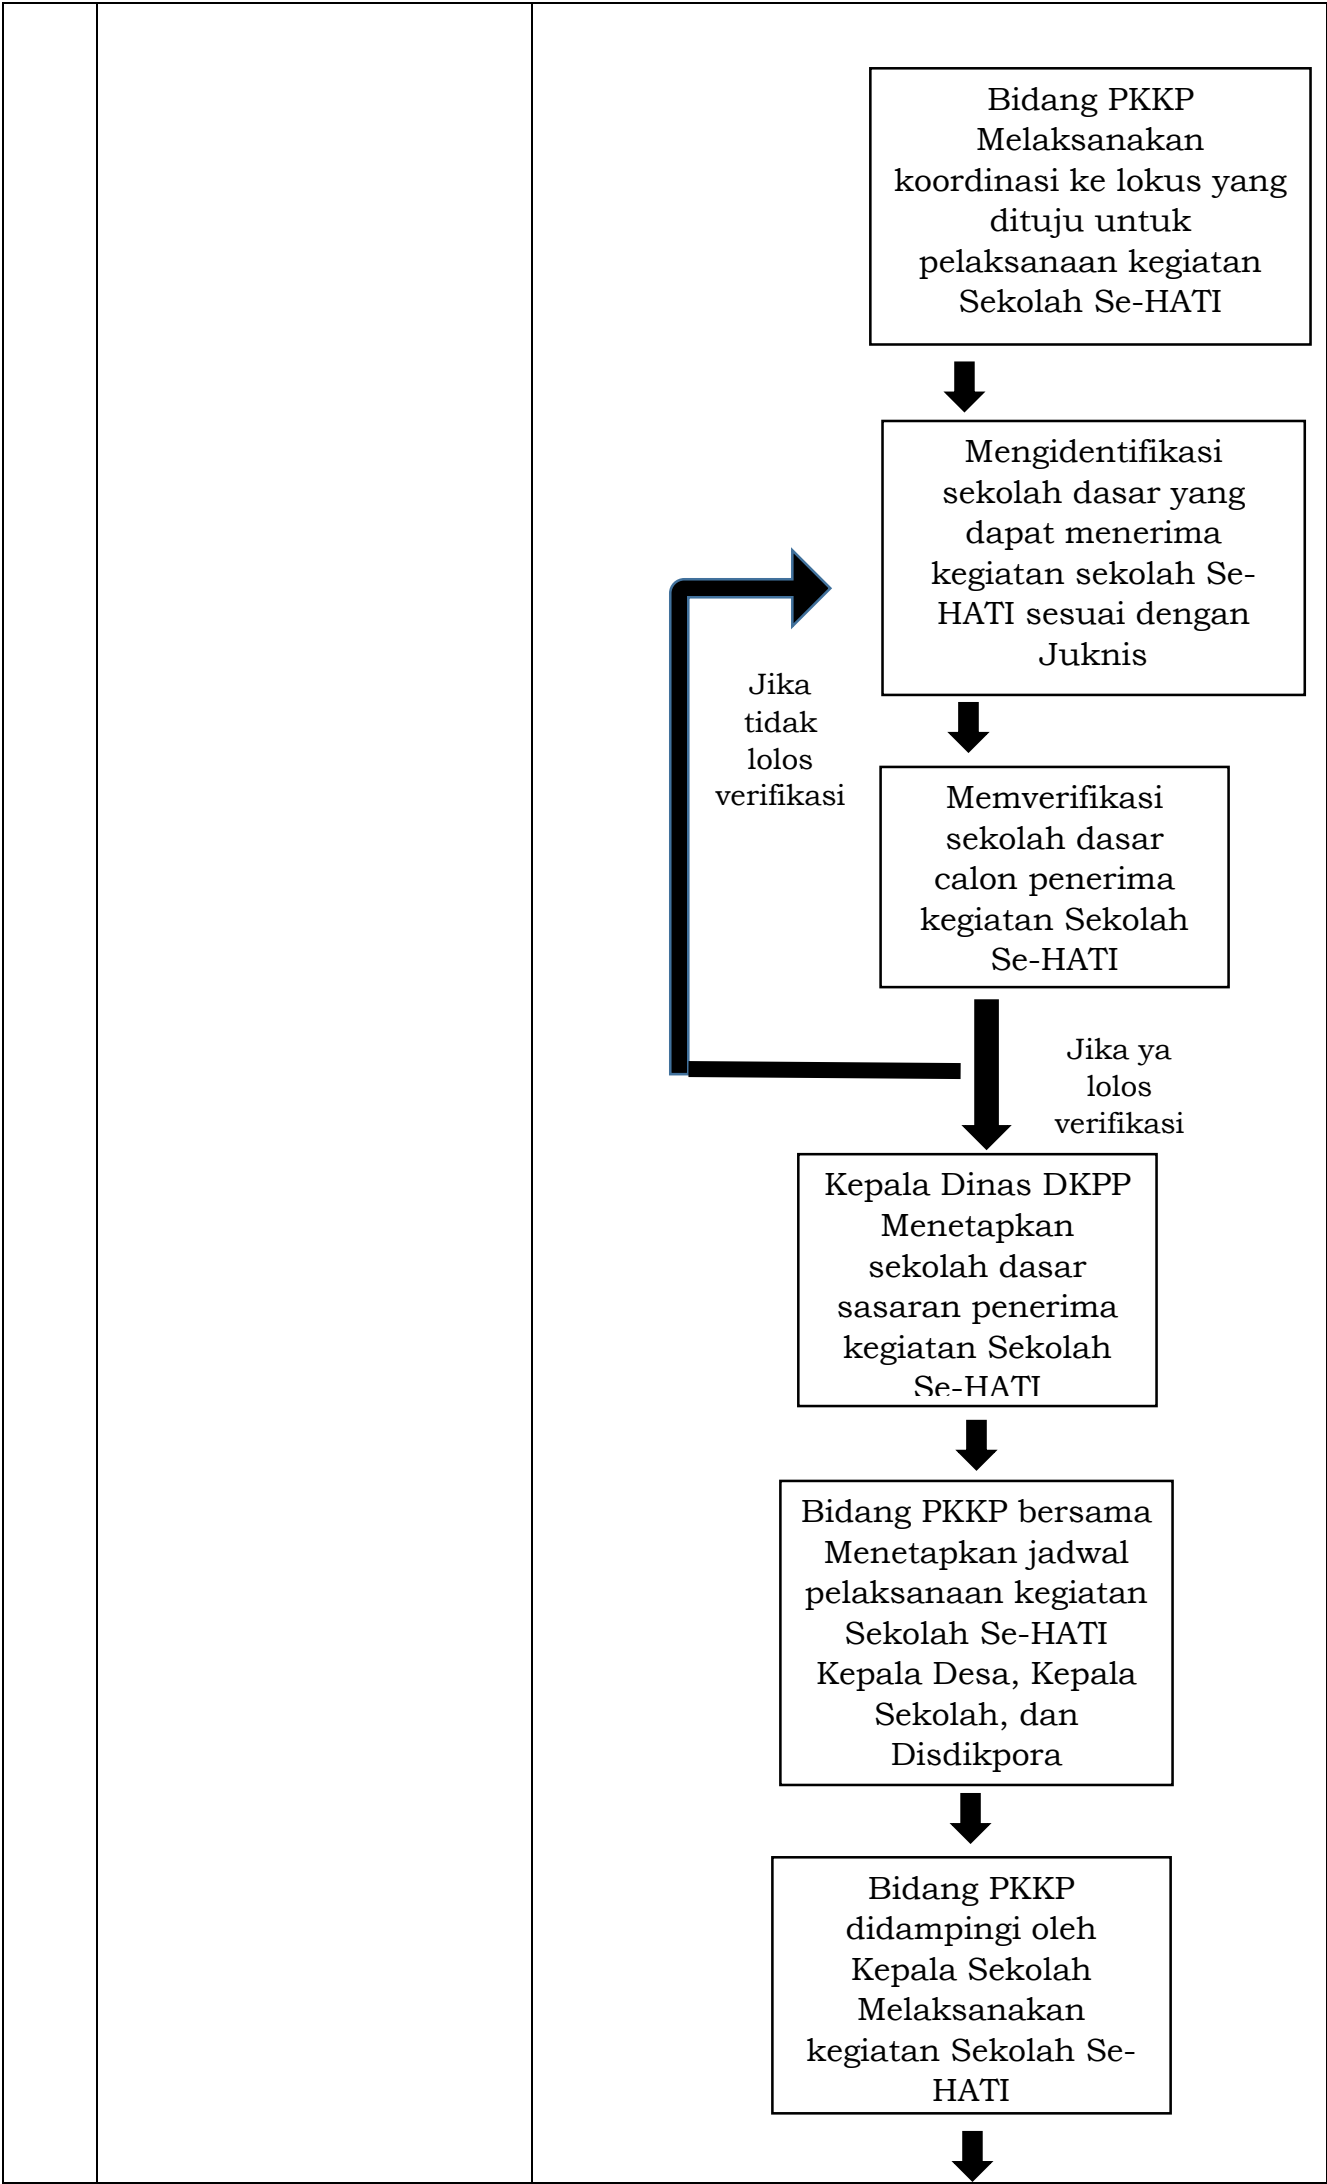 Bidang PKKP
Melaksanakan
koordinasi ke lokus yang
dituju untuk
pelaksanaan kegiatan
Sekolah Se-HATI
Mengidentifikasi
sekolah dasar yang
dapat menerima
kegiatan sekolah Se-
HATI sesuai dengan
Juknis
Jika
tidak
lolos
verifikasi
Memverifikasi
sekolah dasar
calon penerima
kegiatan Sekolah
Se-HATI
Jika ya
lolos
verifikasi
Kepala Dinas DKPP
Menetapkan
sekolah dasar
sasaran penerima
kegiatan Sekolah
Se-HATI
Bidang PKKP bersama
Menetapkan jadwal
pelaksanaan kegiatan
Sekolah Se-HATI
Kepala Desa, Kepala
Sekolah, dan
Disdikpora
Bidang PKKP
didampingi oleh
Kepala Sekolah
Melaksanakan
kegiatan Sekolah Se-
HATI